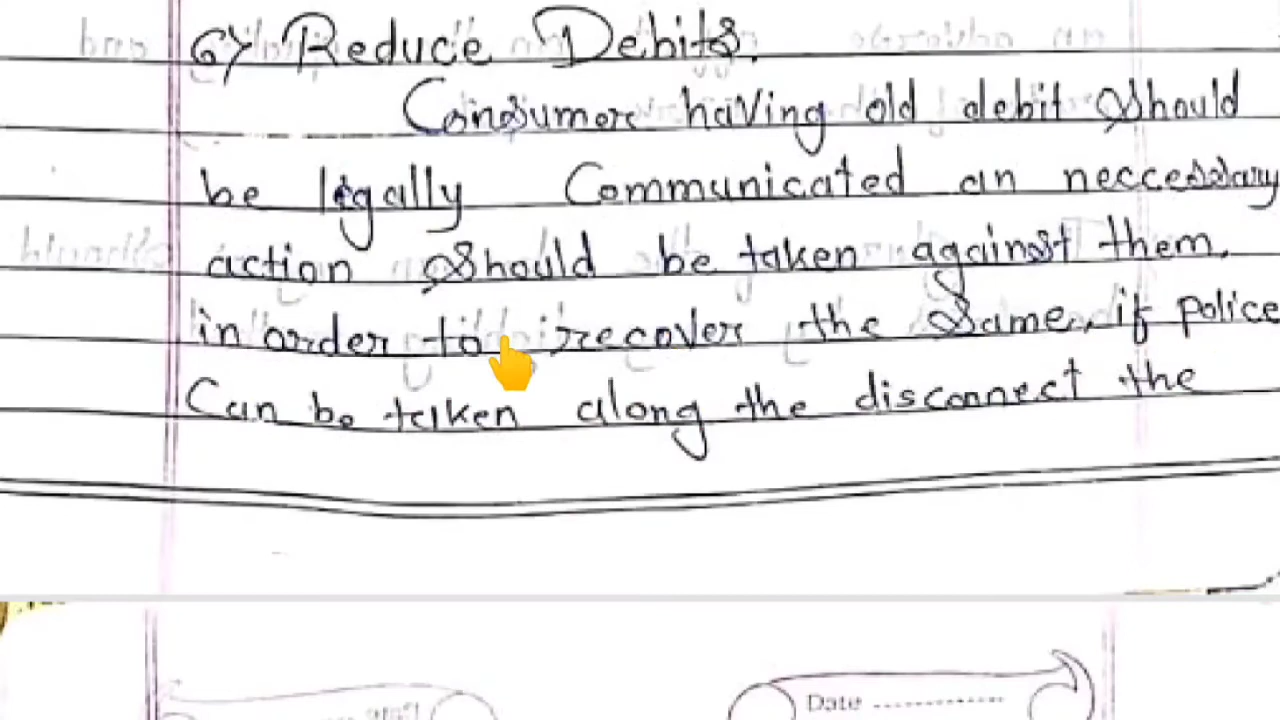 6) Reduce Debits.
Consumer having old debit should
be legally Communicated an neccessary
action should be taken against them,
in order to recover the same, if police
Can be taken along the disconnect the
Date